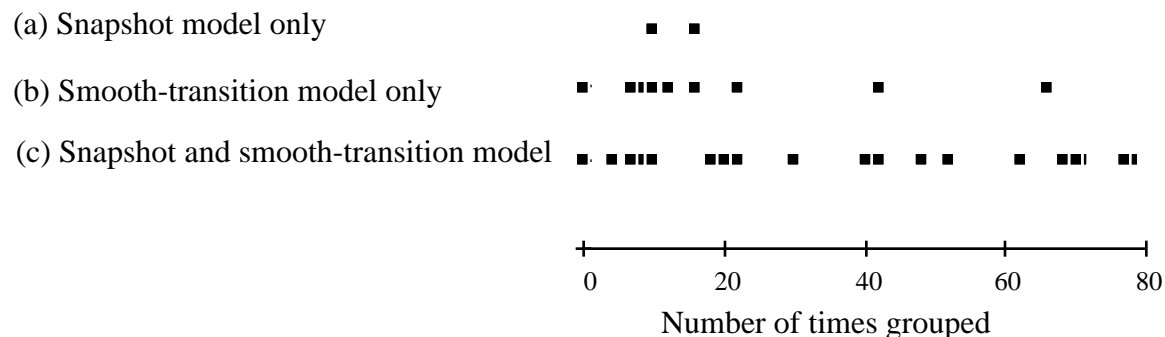 (a) Snapshot model only
(b) Smooth-transition model only
(c) Snapshot and smooth-transition model
0 20 40 60 80
Number of times grouped